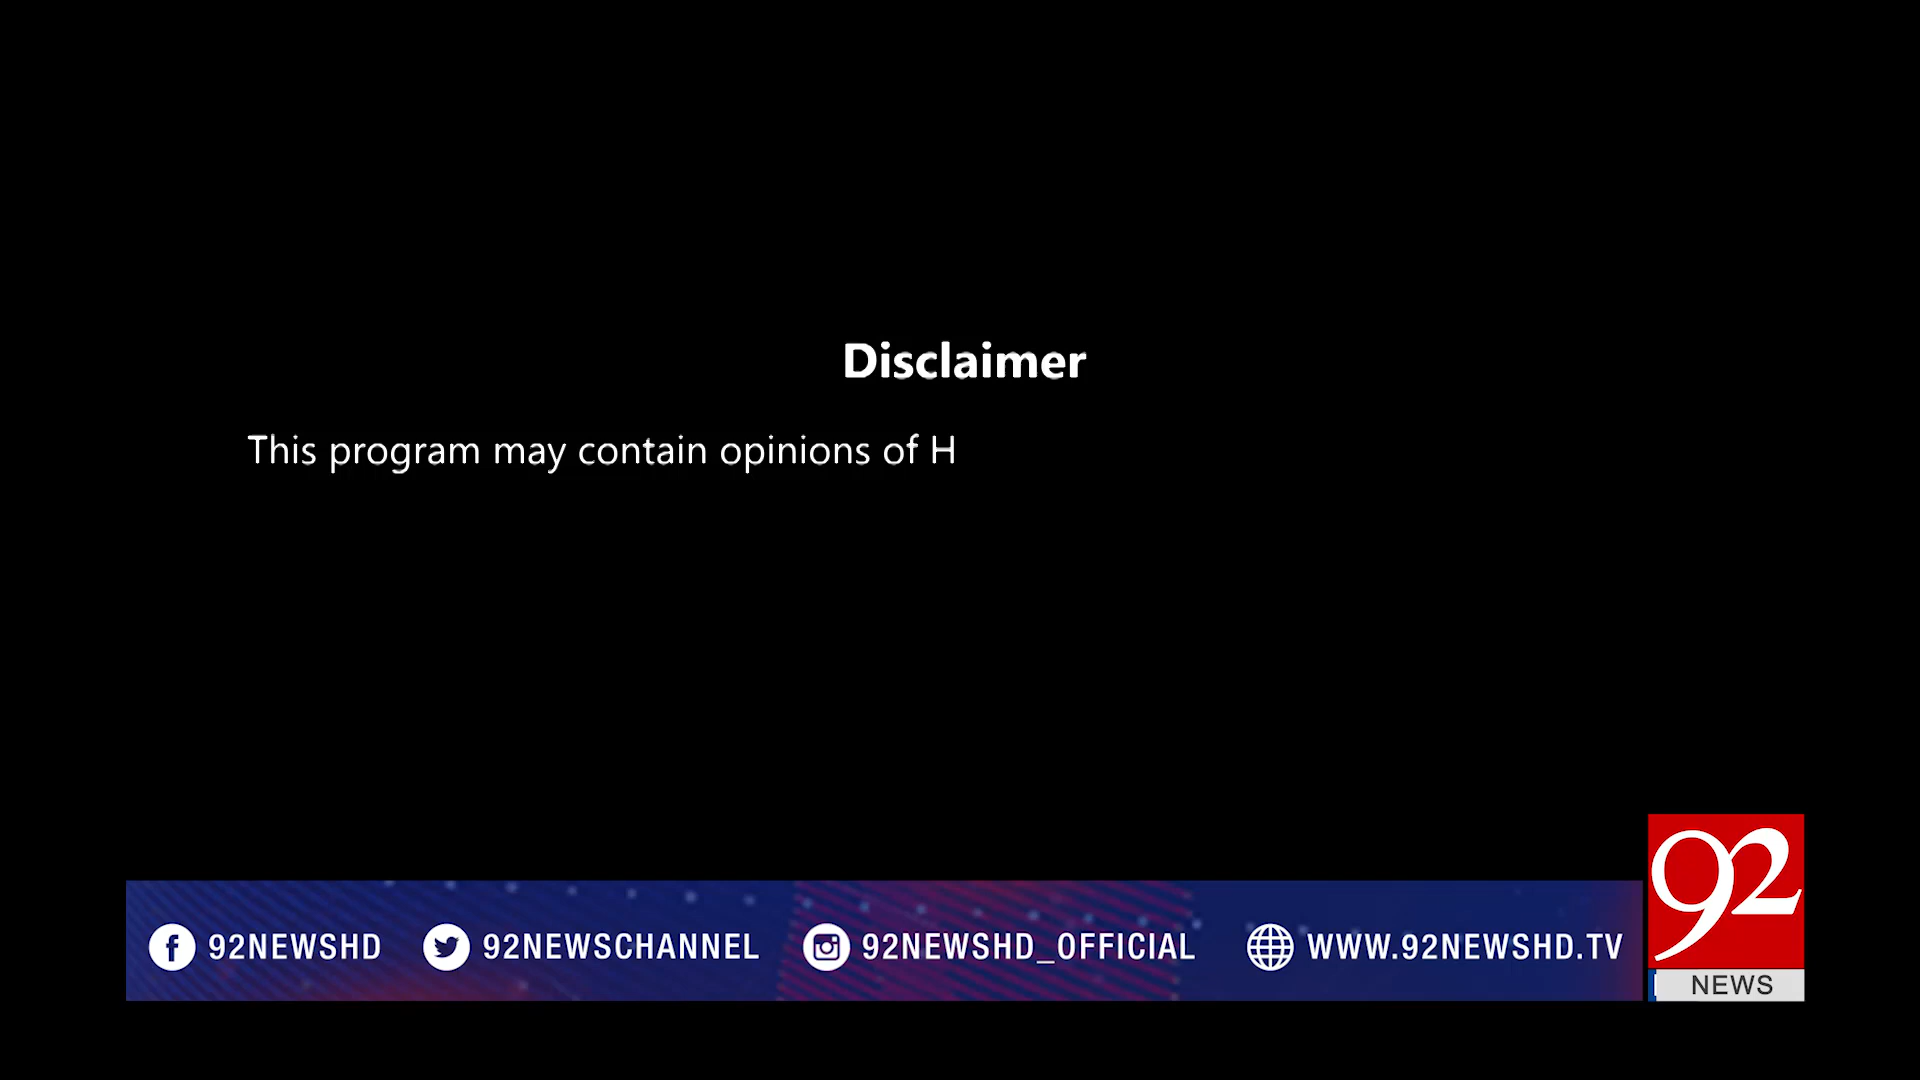 Disclaimer
This program may contain opinions of H
92NEWSHD
92NEWSCHANNEL
92NEWSHD_OFFICIAL
WWW.92NEWSHD.TV
92
NEWS